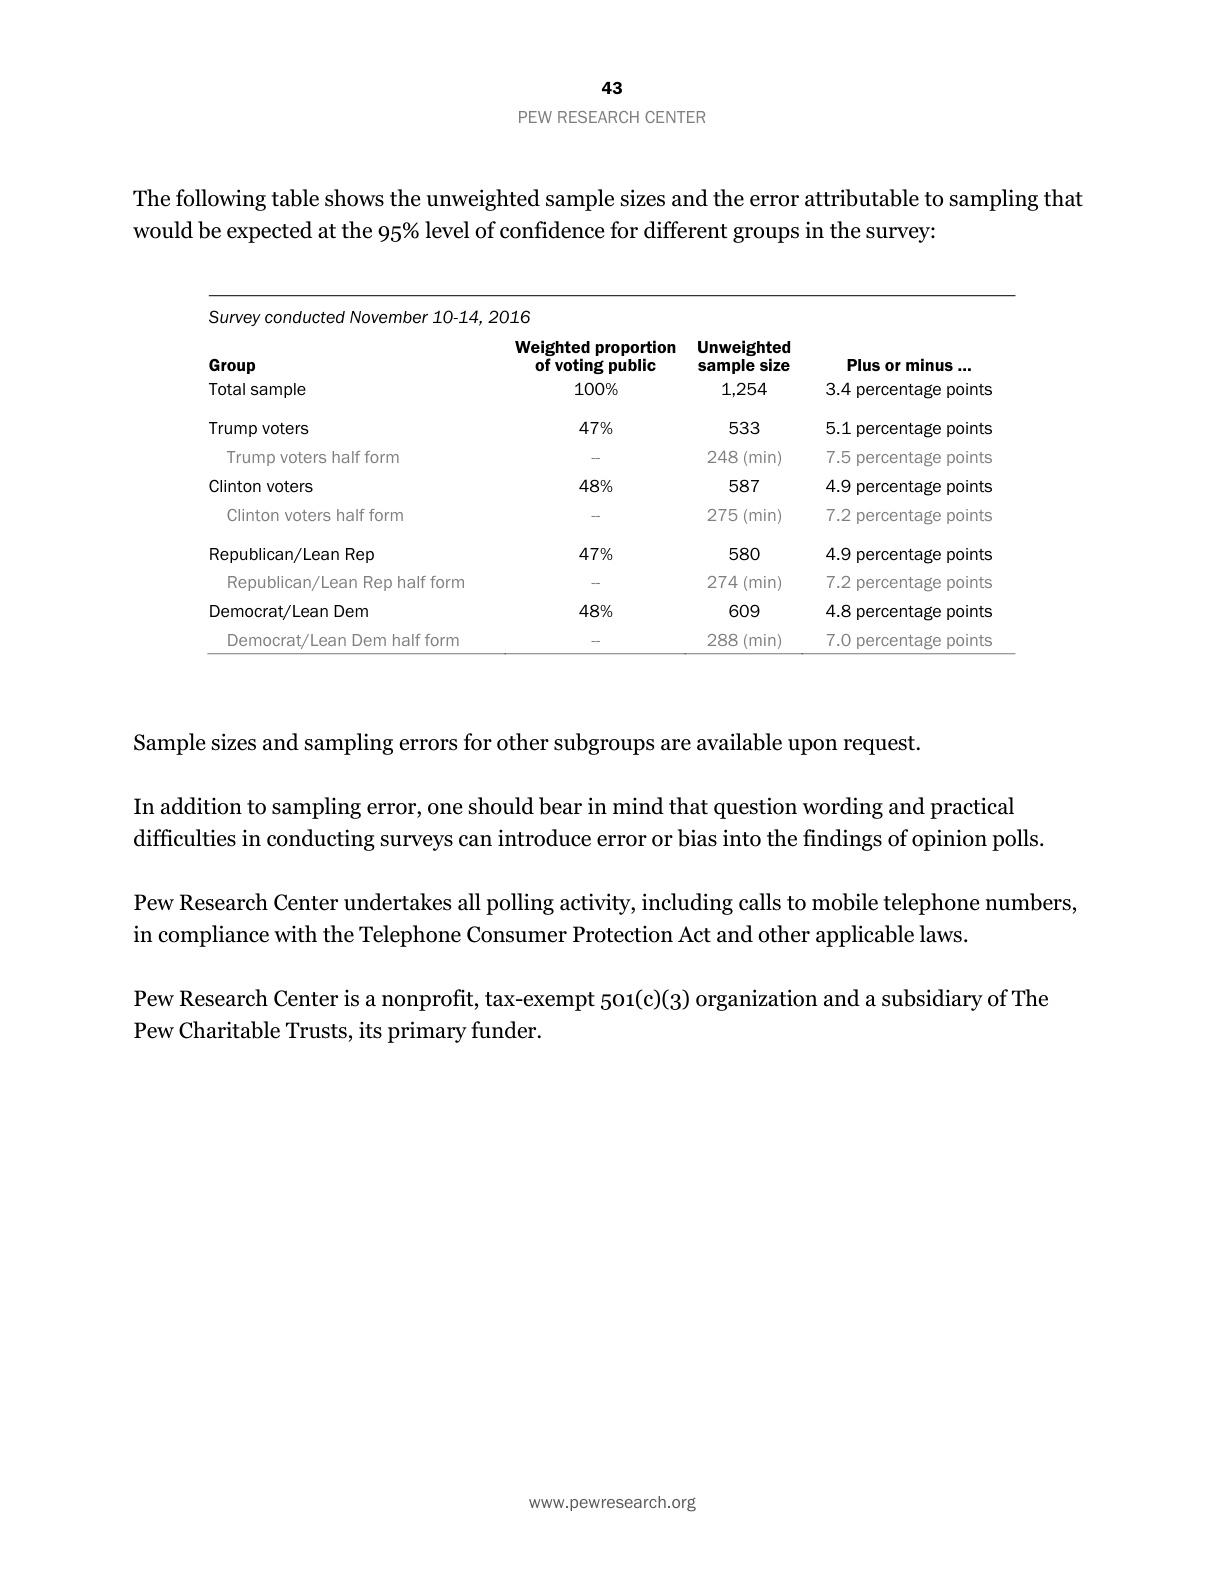 43
PEW RESEARCH CENTER
The following table shows the unweighted sample sizes and the error attributable to sampling that
would be expected at the 95% level of confidence for different groups in the survey:
Survey conducted November 10-14, 2016
Group Weighted proportion of voting public Unweighted sample size Plus or minus ...
Total sample 100% 1,254 3.4 percentage points
Trump voters 47% 533 5.1 percentage points
Trump voters half form -- 248 (min) 7.5 percentage points
Clinton voters 48% 587 4.9 percentage points
Clinton voters half form -- 275 (min) 7.2 percentage points
Republican/Lean Rep 47% 580 4.9 percentage points
Republican/Lean Rep half form -- 274 (min) 7.2 percentage points
Democrat/Lean Dem 48% 609 4.8 percentage points
Democrat/Lean Dem half form -- 288 (min) 7.0 percentage points
Sample sizes and sampling errors for other subgroups are available upon request.
In addition to sampling error, one should bear in mind that question wording and practical
difficulties in conducting surveys can introduce error or bias into the findings of opinion polls.
Pew Research Center undertakes all polling activity, including calls to mobile telephone numbers,
in compliance with the Telephone Consumer Protection Act and other applicable laws.
Pew Research Center is a nonprofit, tax-exempt 501(c)(3) organization and a subsidiary of The
Pew Charitable Trusts, its primary funder.
www.pewresearch.org